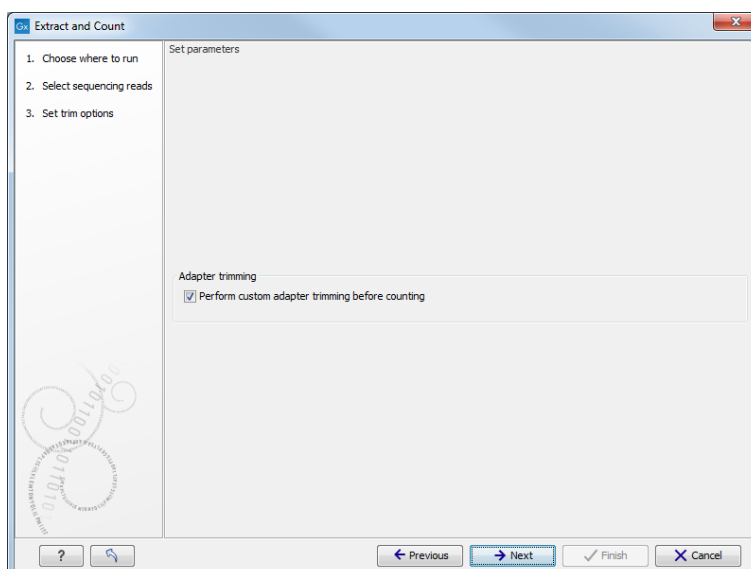 Gx Extract and Count
1. Choose where to run
2. Select sequencing reads
3. Set trim options
Set parameters
Adapter trimming
Perform custom adapter trimming before counting
?
Previous
Next
Finish
Cancel